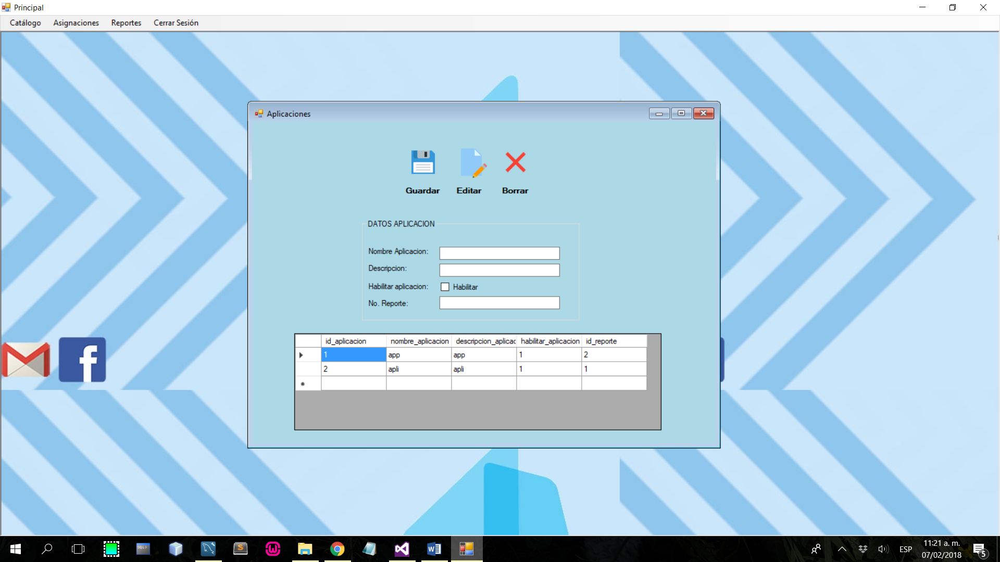 Principal
Catálogo Asignaciones Reportes Cerrar Sesión
Aplicaciones
Guardar Editar Borrar
DATOS APLICACION
Nombre Aplicacion:
Descripcion:
Habilitar aplicacion: Habilitar
No. Reporte:
id_aplicacion nombre_aplicacion descripcion_aplicac habilitar_aplicacion id_reporte
1 app app 1 2
2 apli apli 1 1
SQL>
ESP
11:21 a. m.
07/02/2018
5